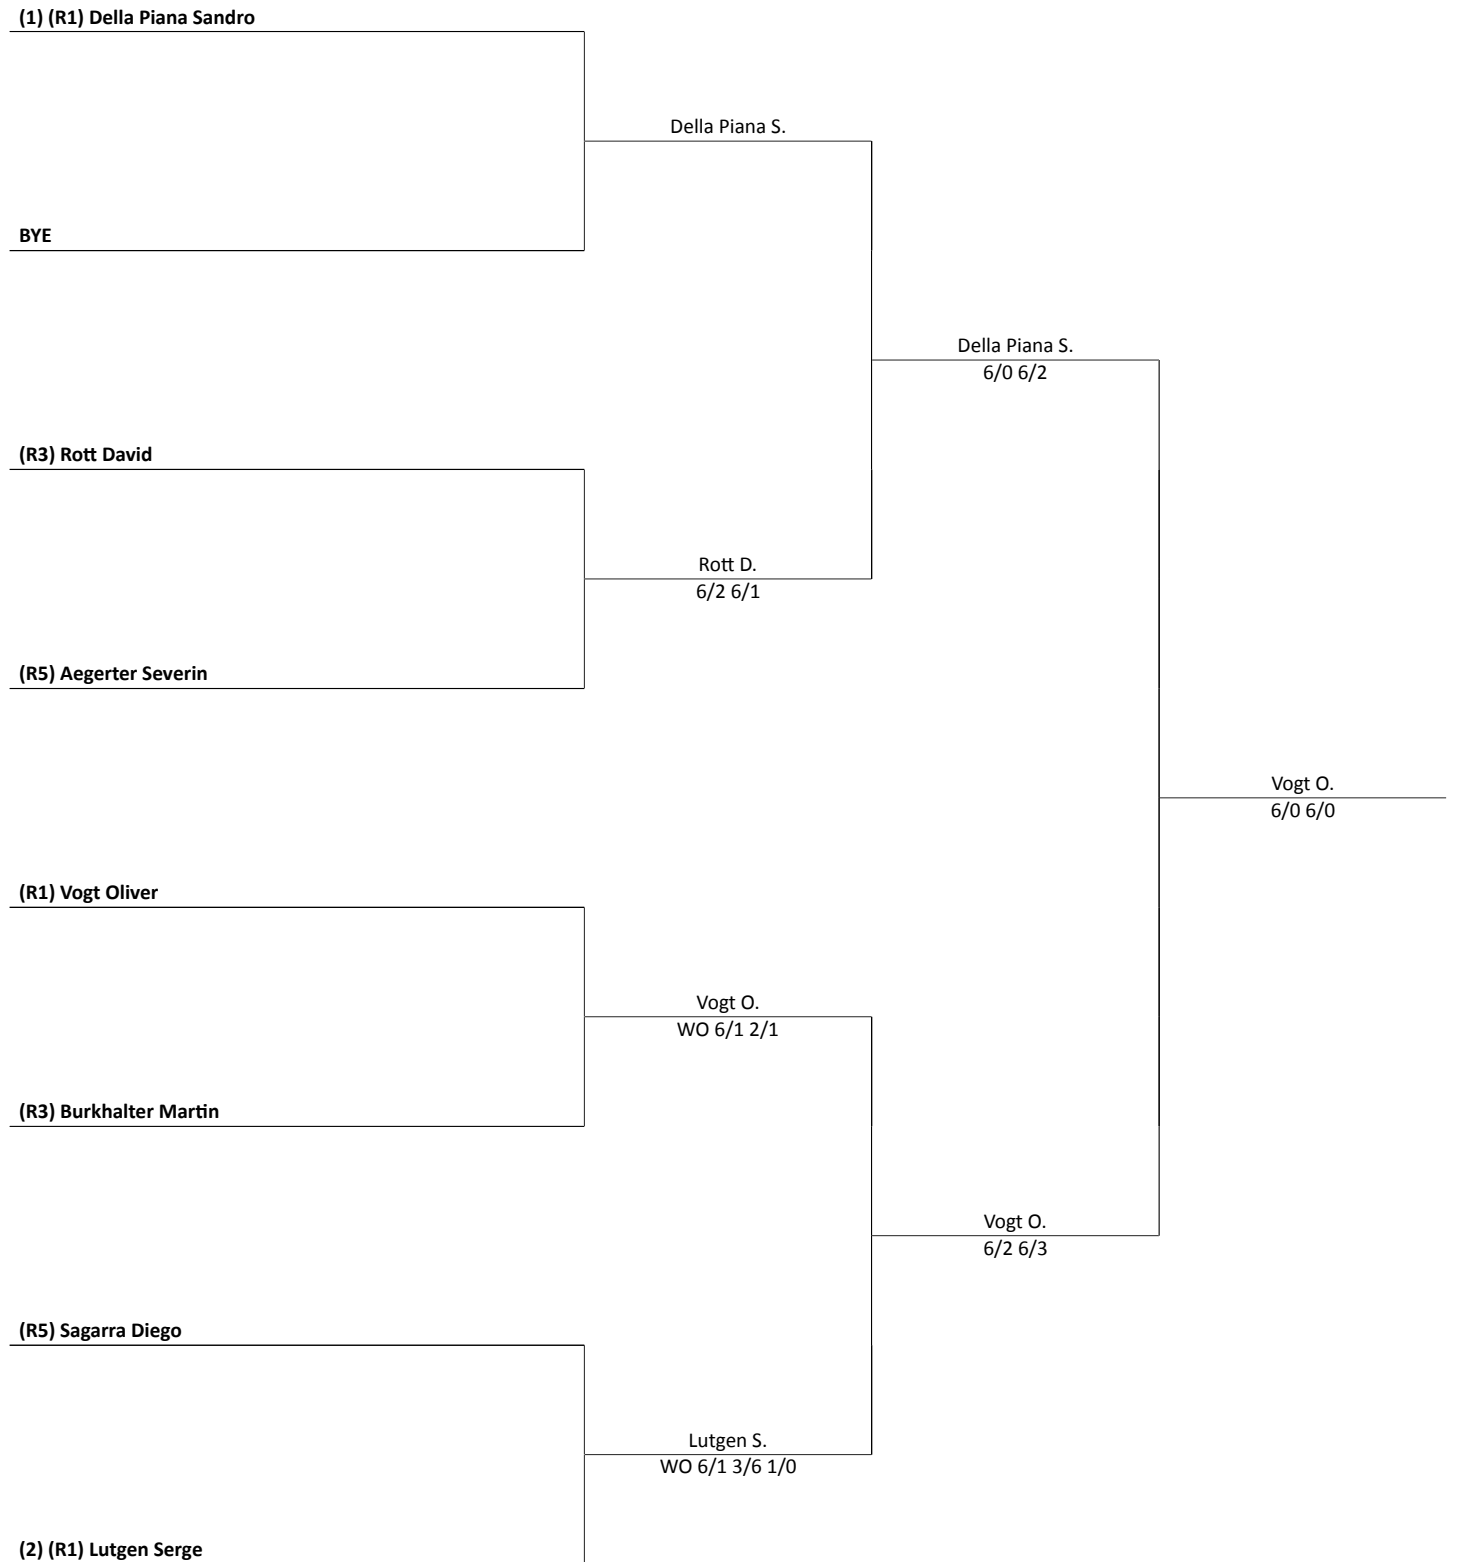 (1) (R1) Della Piana Sandro
Della Piana S.
BYE
Della Piana S.
6/0 6/2
(R3) Rott David
Rott D.
6/2 6/1
(R5) Aegerter Severin
Vogt O.
6/0 6/0
(R1) Vogt Oliver
Vogt O.
WO 6/1 2/1
(R3) Burkhalter Martin
Vogt O.
6/2 6/3
(R5) Sagarra Diego
Lutgen S.
WO 6/1 3/6 1/0
(2) (R1) Lutgen Serge